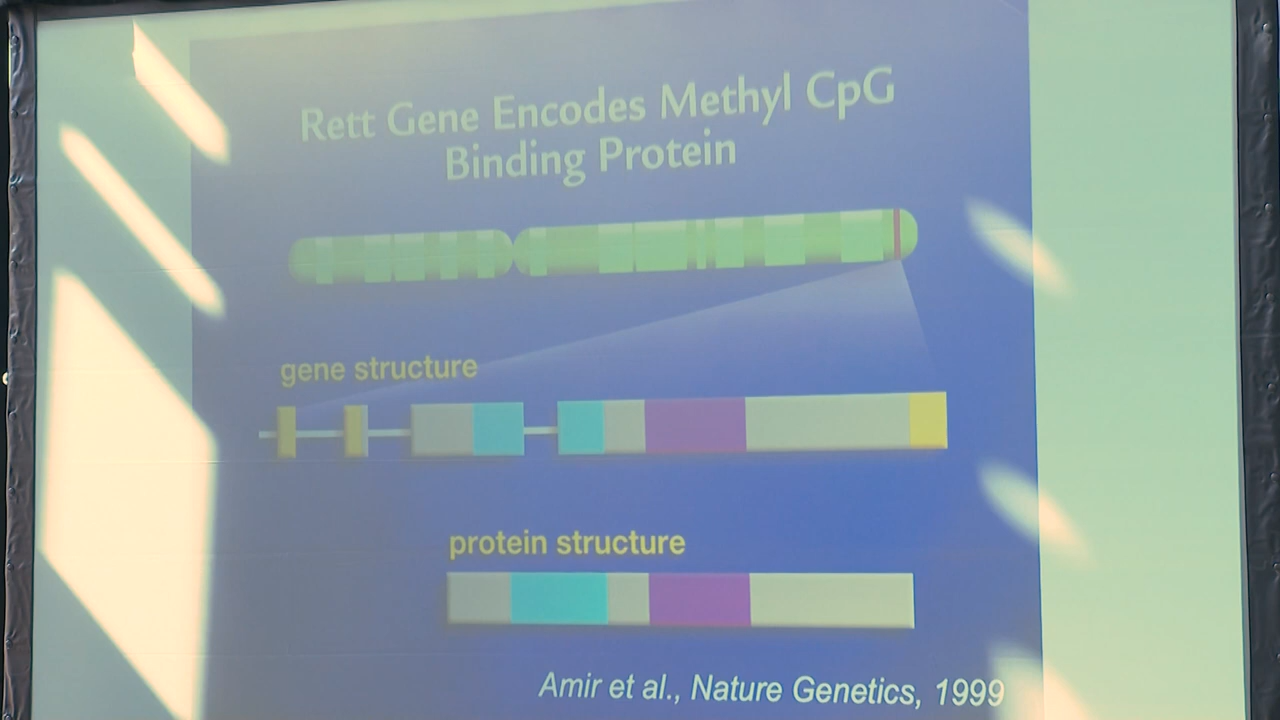 Rett Gene Encodes Methyl CpG
Binding Protein
gene structure
protein structure
Amir et al., Nature Genetics, 1999